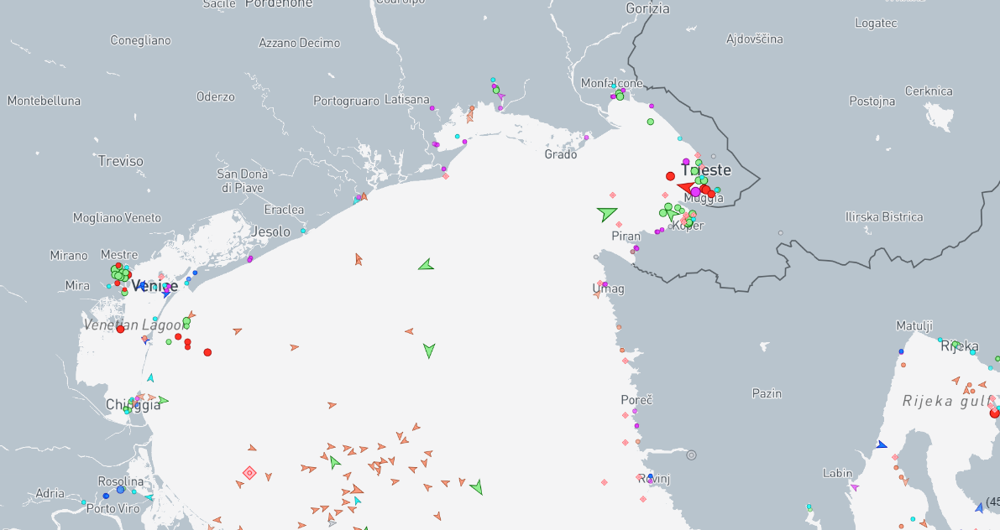 Sacile
Pordenone
Codroipo
Gorizia
Logatec
Conegliano
Azzano Decimo
Ajdovščina
Montebelluna
Oderzo
Portogruaro
Latisana
Monfalcone
Postojna
Cerknica
Treviso
Grado
Trieste
San Donà
di Piave
Muggia
Eraclea
Mogliano Veneto
Jesolo
Koper
Ilirska Bistrica
Piran
Mirano
Mestre
Mira
Venice
Umag
Venetian Lagoon
Matulji
Rijeka
Chioggia
Poreč
Pazin
Rijeka gulf
Labin
Rosolina
Adria
Rovinj
Porto Viro
(45